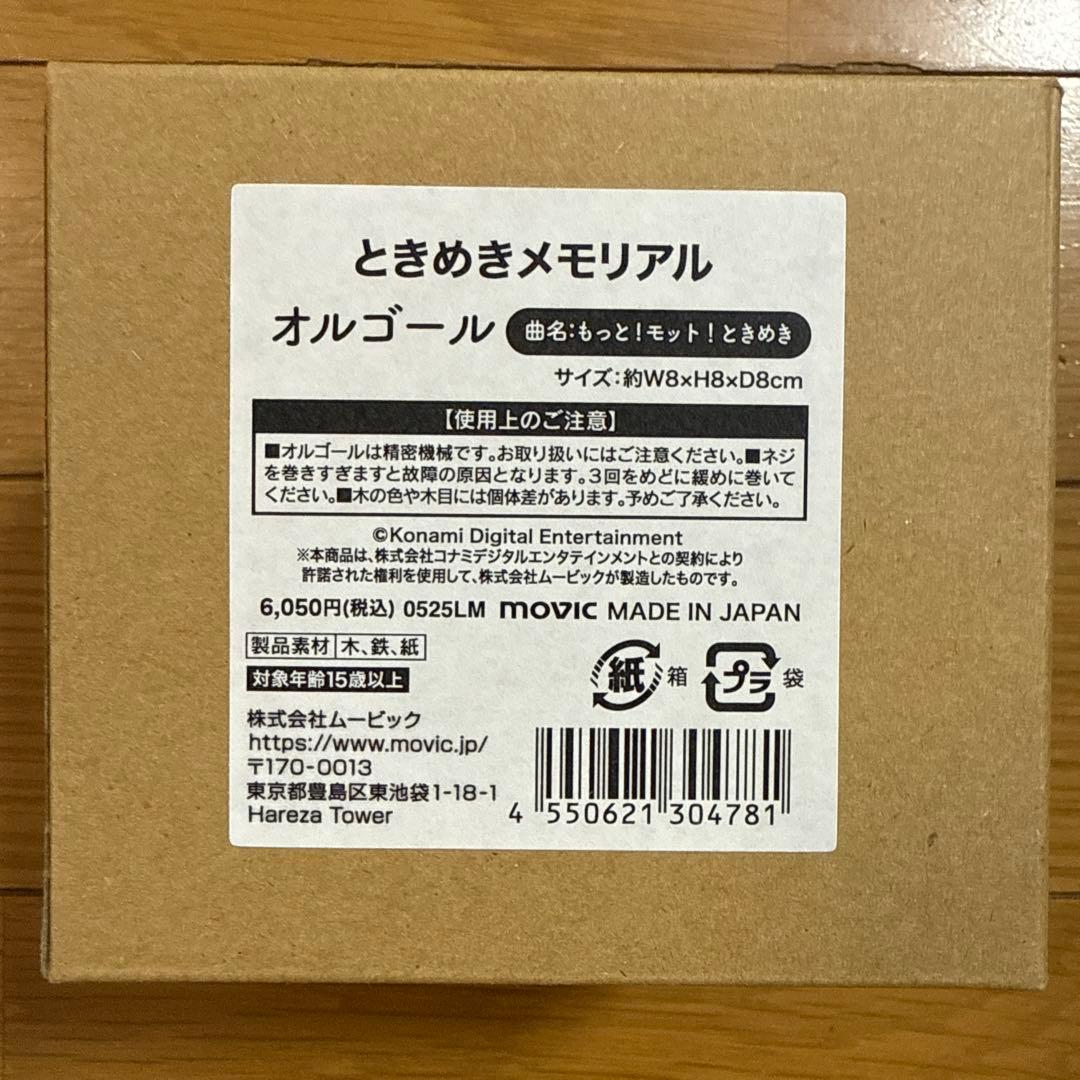 ときめきメモリアル
オルゴール 曲名:もっと!モット!ときめき
サイズ:約W8×H8×D8cm
【使用上のご注意】
■オルゴールは精密機械です。お取り扱いにはご注意ください。■ネジ
を巻きすぎますと故障の原因となります。3回をめどに緩めに巻いて
ください。■木の色や木目には個体差があります。予めご了承ください。
©Konami Digital Entertainment
※本商品は、株式会社コナミデジタルエンタテインメントとの契約により
許諾された権利を使用して、株式会社ムービックが製造したものです。
6,050円(税込) 0525LM movic MADE IN JAPAN
製品素材 木、鉄、紙
対象年齢15歳以上
紙 箱 プラ 袋
株式会社ムービック
https://www.movic.jp/
〒170-0013
東京都豊島区東池袋1-18-1
Hareza Tower
4 550621 304781